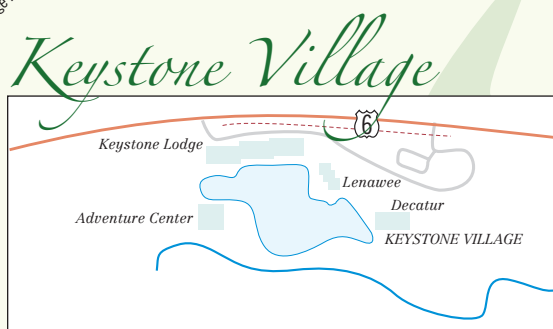 Keystone Village
6
Keystone Lodge
Lenawee
Decatur
Adventure Center
KEYSTONE VILLAGE